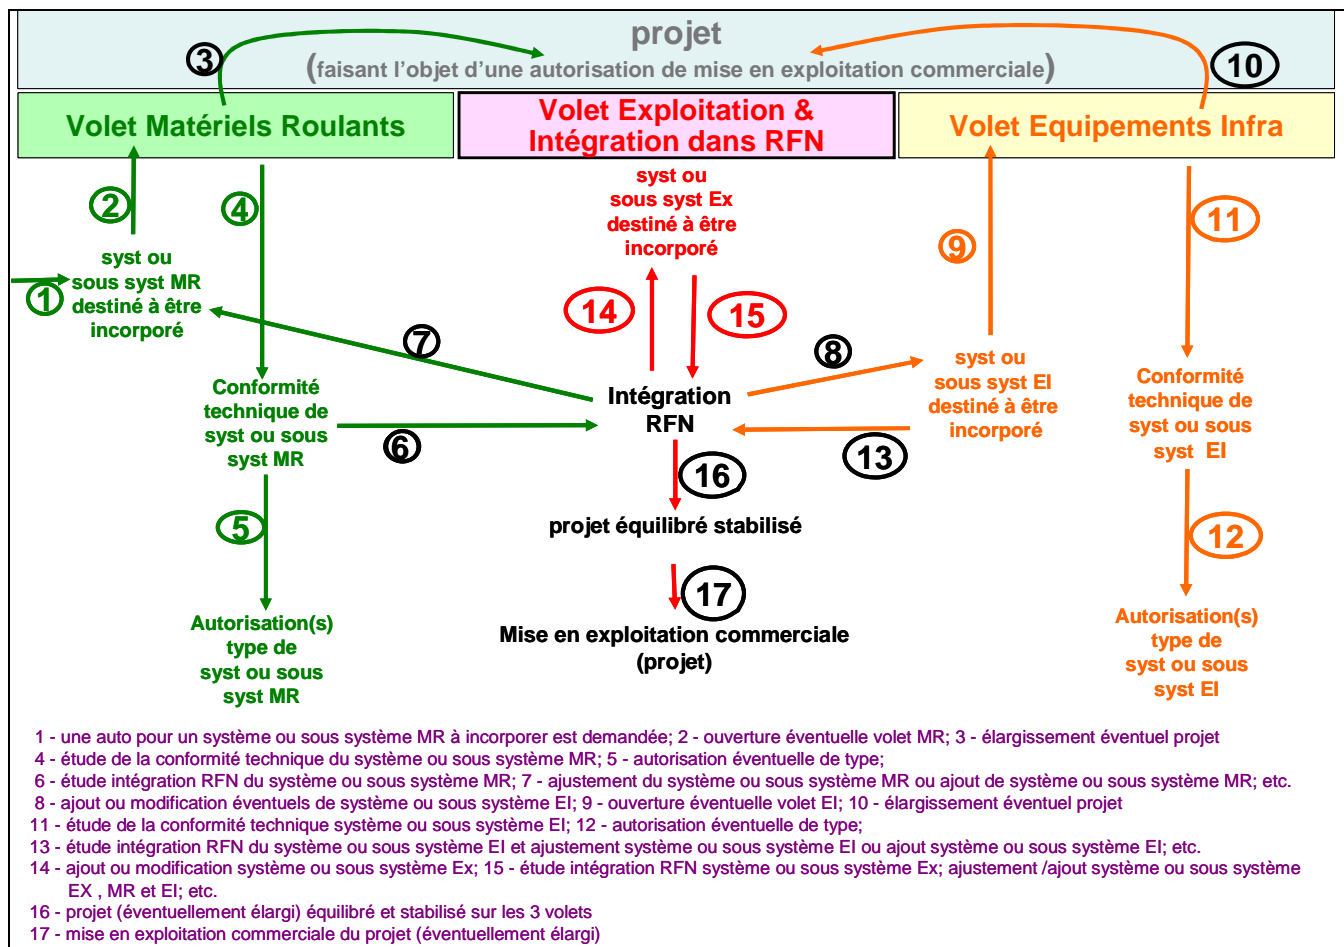 projet
(faisant l'objet d'une autorisation de mise en exploitation commerciale)
3
10
Volet Matériels Roulants
Volet Exploitation &
Intégration dans RFN
Volet Equipements Infra
2
4
syst ou
sous syst Ex
destiné à être
incorporé
9
11
1
syst ou
sous syst MR
destiné à être
incorporé
14
15
7
8
Conformité
technique de
syst ou sous
syst MR
6
Intégration
RFN
syst ou
sous syst EI
destiné à être
incorporé
13
Conformité
technique de
syst ou sous
syst EI
16
5
projet équilibré stabilisé
12
17
Autorisation(s)
type de
syst ou sous
syst MR
Mise en exploitation commerciale
(projet)
Autorisation(s)
type de
syst ou sous
syst EI
1 - une auto pour un système ou sous système MR à incorporer est demandée; 2 - ouverture éventuelle volet MR; 3 - élargissement éventuel projet
4 - étude de la conformité technique du système ou sous système MR; 5 - autorisation éventuelle de type;
6 - étude intégration RFN du système ou sous système MR; 7 - ajustement du système ou sous système MR ou ajout de système ou sous système MR; etc.
8 - ajout ou modification éventuels de système ou sous système EI; 9 - ouverture éventuelle volet EI; 10 - élargissement éventuel projet
11 - étude de la conformité technique système ou sous système EI; 12 - autorisation éventuelle de type;
13 - étude intégration RFN du système ou sous système EI et ajustement système ou sous système EI ou ajout système ou sous système EI; etc.
14 - ajout ou modification système ou sous système Ex; 15 - étude intégration RFN système ou sous système Ex; ajustement /ajout système ou sous système
EX , MR et EI; etc.
16 - projet (éventuellement élargi) équilibré et stabilisé sur les 3 volets
17 - mise en exploitation commerciale du projet (éventuellement élargi)